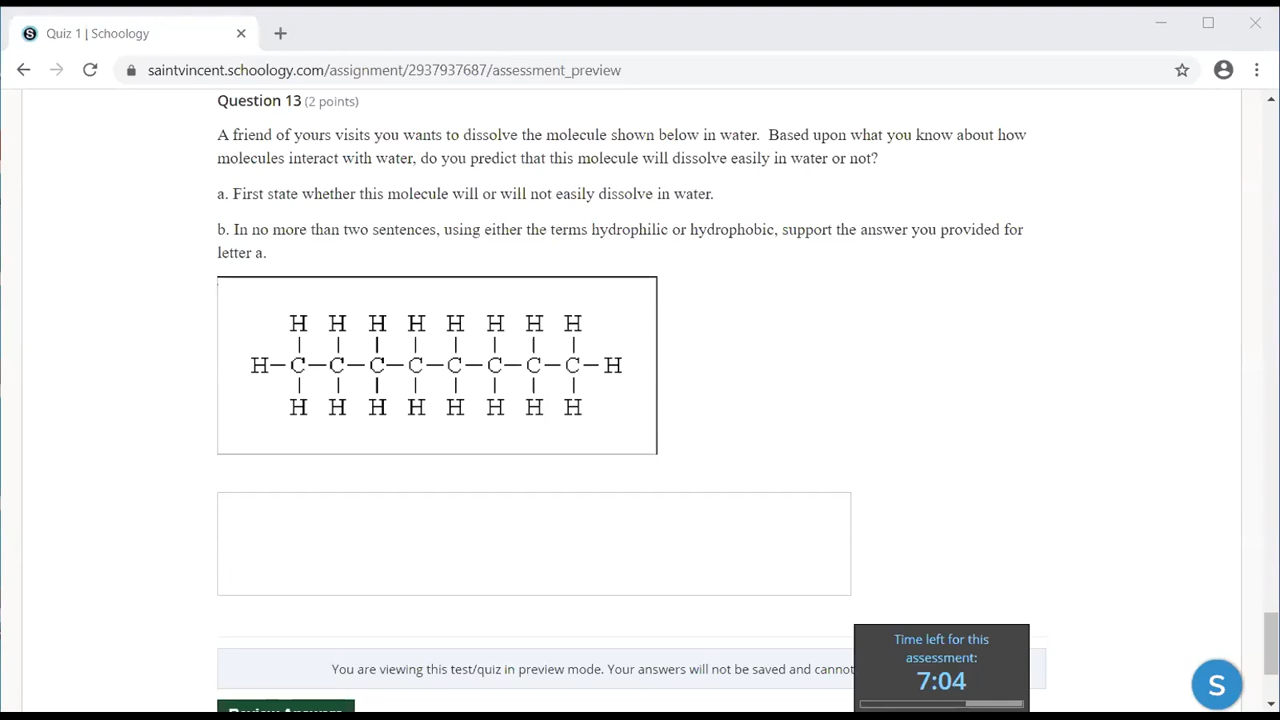 Quiz 1 | Schoology
saintvincent.schoology.com/assignment/2937937687/assessment_preview
Question 13 (2 points)
A friend of yours visits you wants to dissolve the molecule shown below in water. Based upon what you know about how
molecules interact with water, do you predict that this molecule will dissolve easily in water or not?
a. First state whether this molecule will or will not easily dissolve in water.
b. In no more than two sentences, using either the terms hydrophilic or hydrophobic, support the answer you provided for
letter a.
H H H H H H H H
H-C-C-C-C-C-C-C-C-H
H H H H H H H H
Time left for this
assessment:
7:04
You are viewing this test/quiz in preview mode. Your answers will not be saved and cannot
S
Review Answers